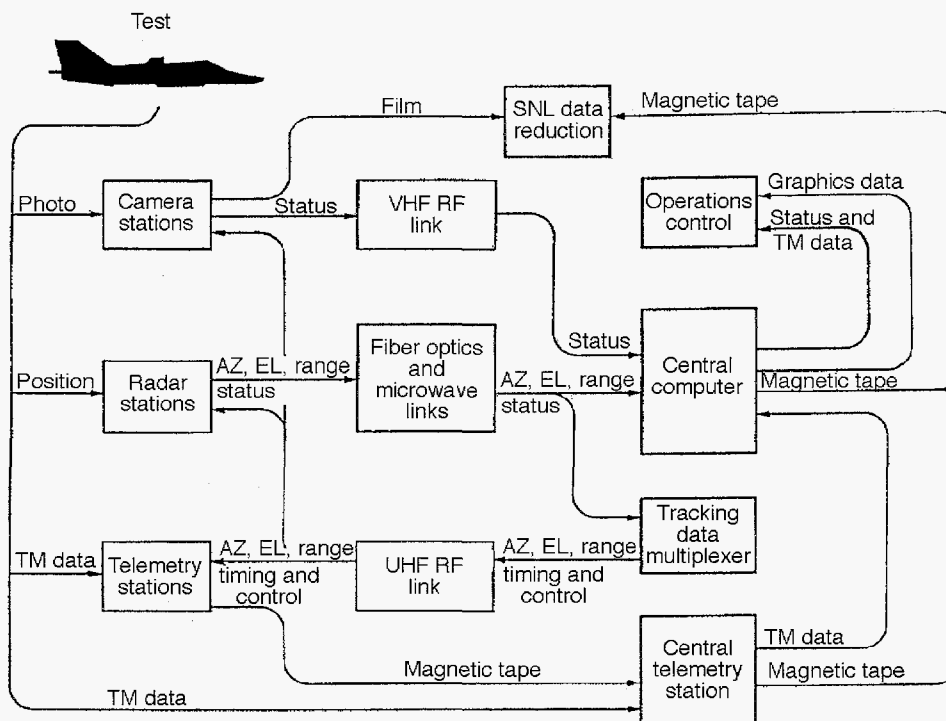 Test
Film
SNL data
reduction
Magnetic tape
Photo
Camera
stations
Status
VHF RF
link
Operations
control
Graphics data
Status and
TM data
Position
Radar
stations
AZ, EL, range
status
Fiber optics
and
microwave
links
Status
AZ, EL, range
status
Central
computer
Magnetic tape
TM data
Telemetry
stations
AZ, EL, range
timing and
control
UHF RF
link
AZ, EL, range
timing and
control
Tracking
data
multiplexer
Magnetic tape
TM data
Central
telemetry
station
TM data
Magnetic tape